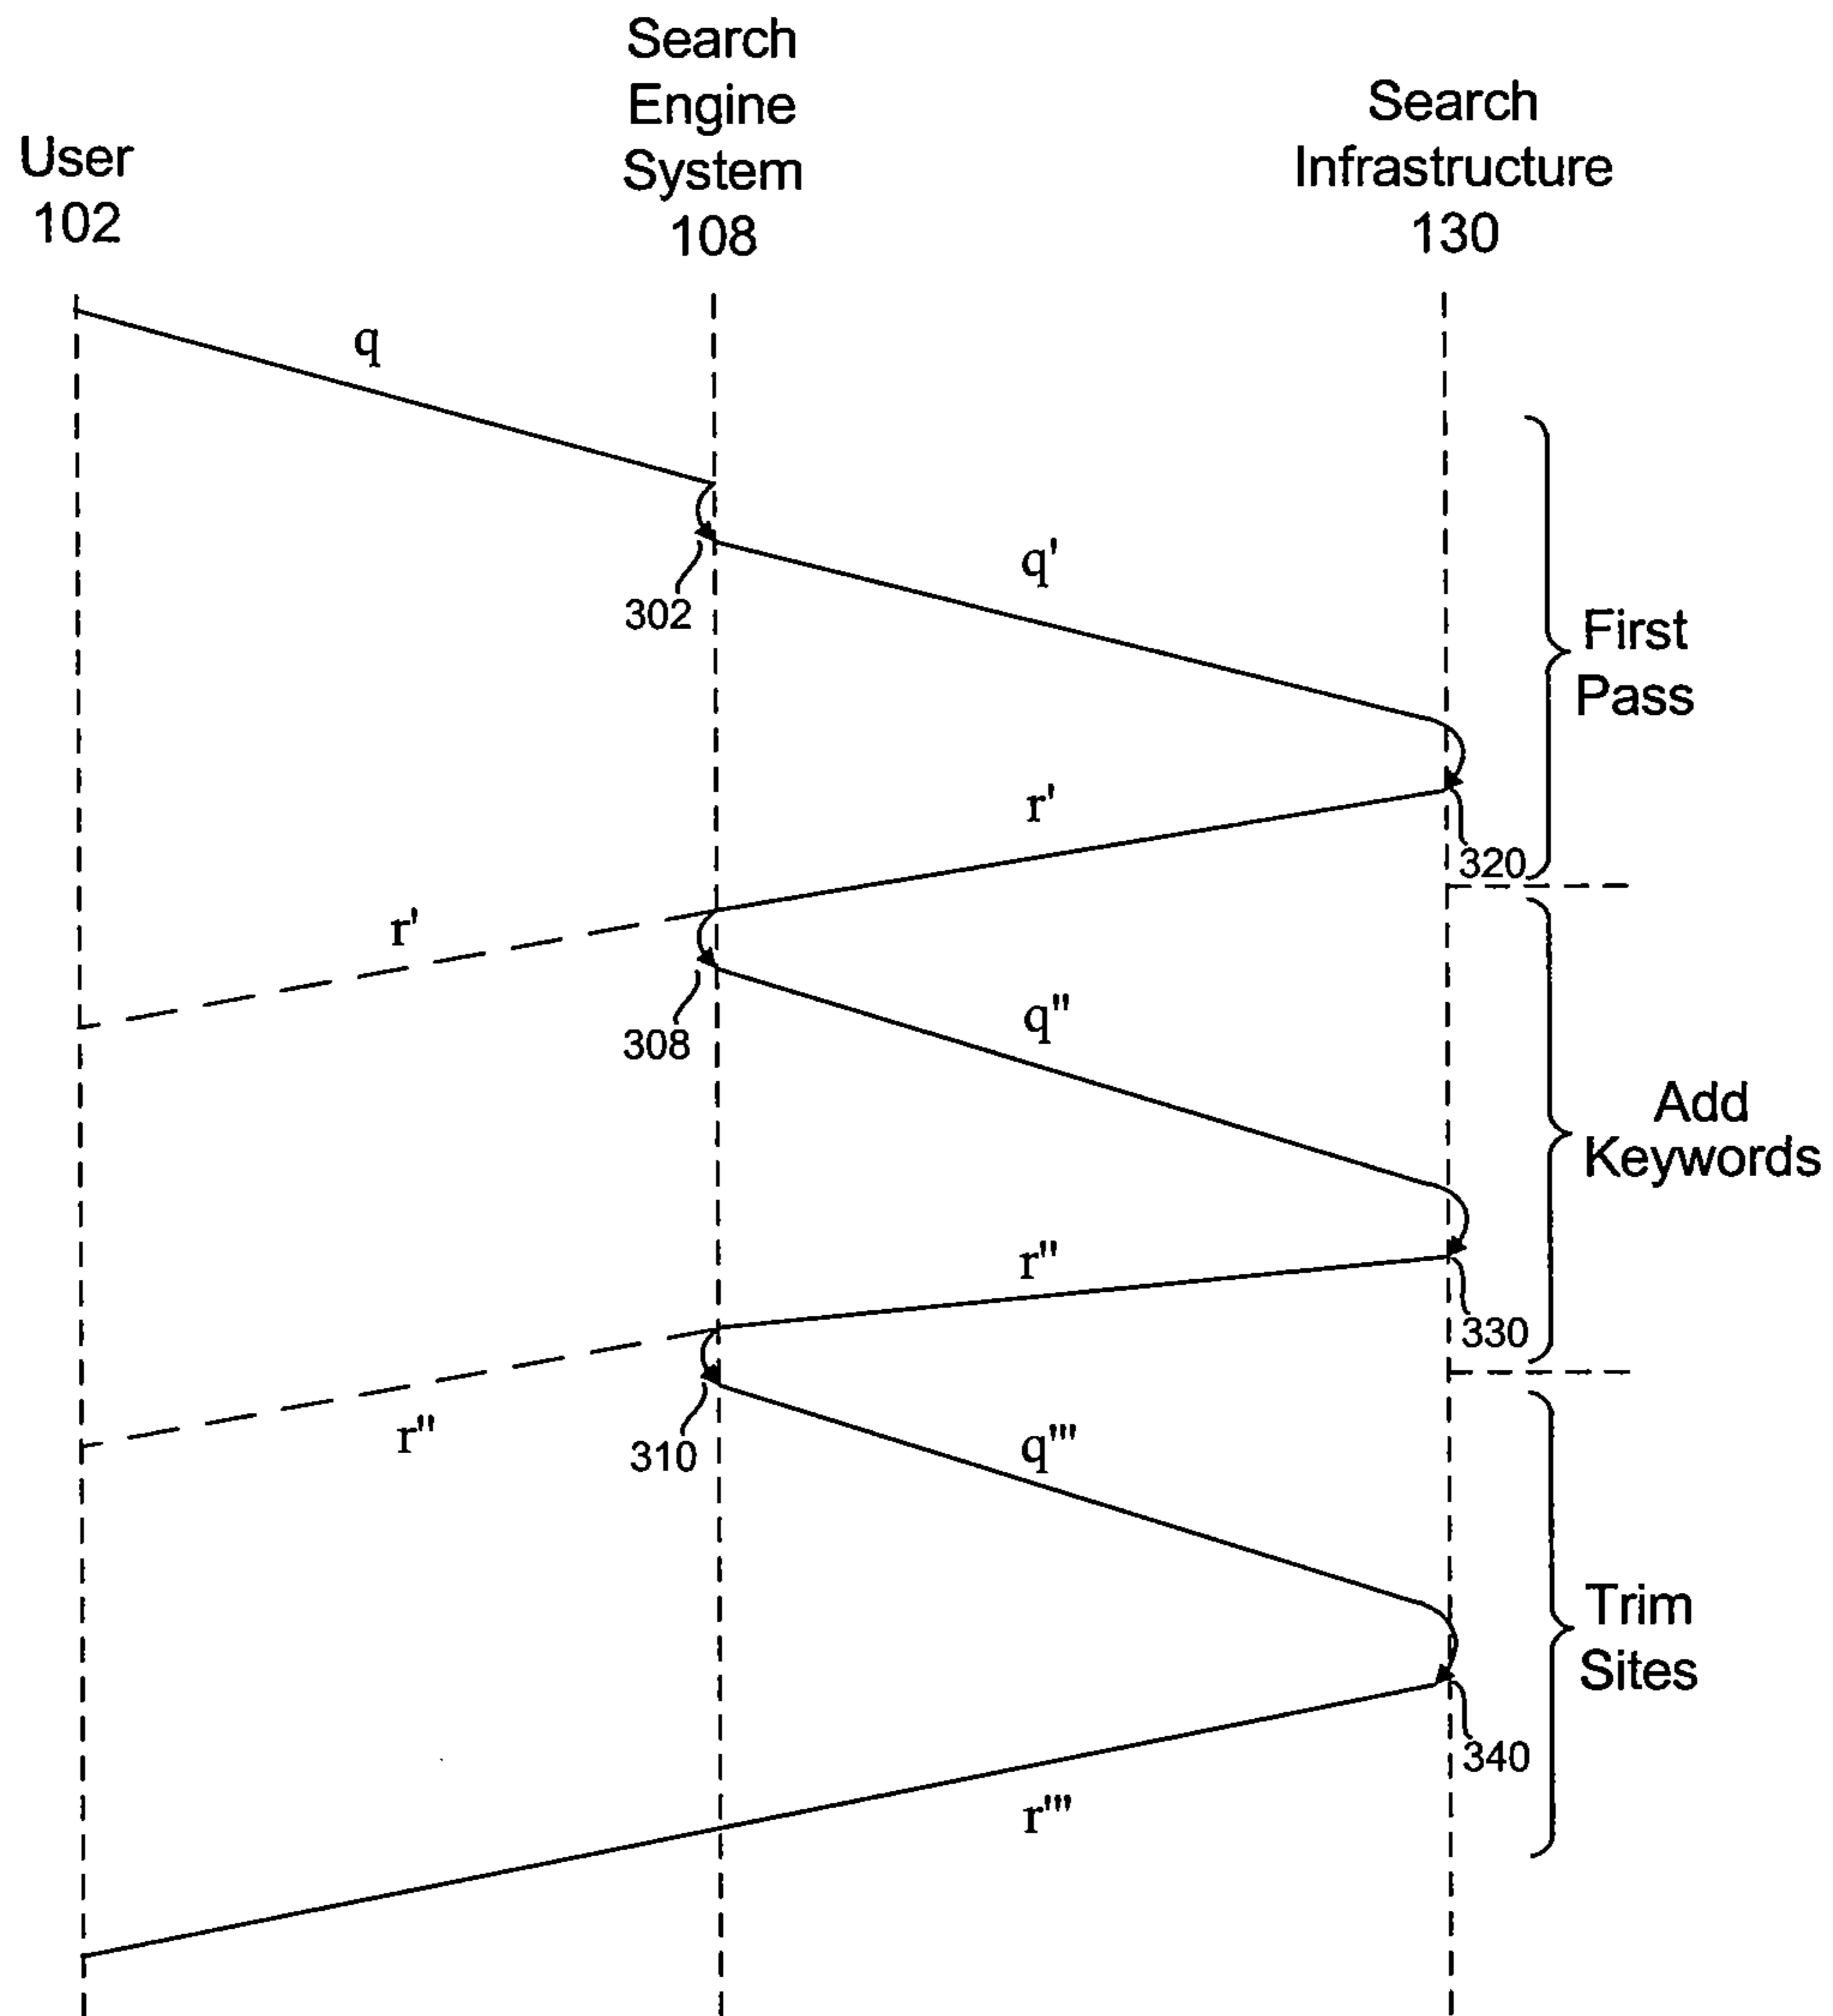 User
102
Search
Engine
System
108
Search
Infrastructure
130
q
q'
302
First
Pass
r'
320
r'
308
q"
Add
Keywords
r"
330
r"
310
q'''
Trim
Sites
340
r'''